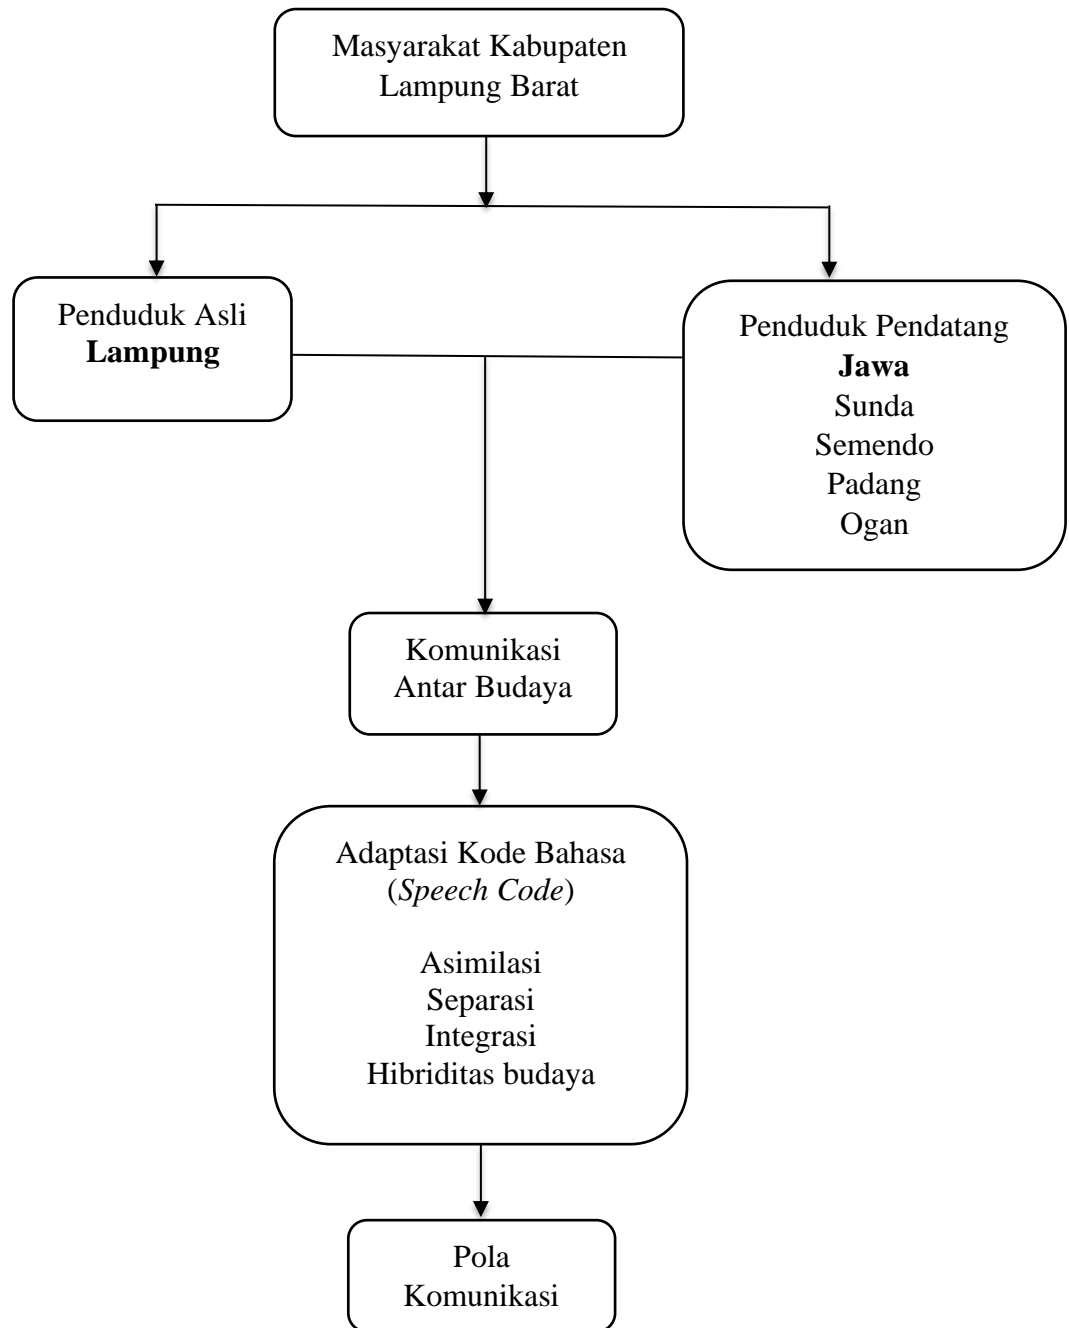 Masyarakat Kabupaten
Lampung Barat
Penduduk Asli
Lampung
Penduduk Pendatang
Jawa
Sunda
Semendo
Padang
Ogan
Komunikasi
Antar Budaya
Adaptasi Kode Bahasa
(Speech Code)
Asimilasi
Separasi
Integrasi
Hibriditas budaya
Pola
Komunikasi